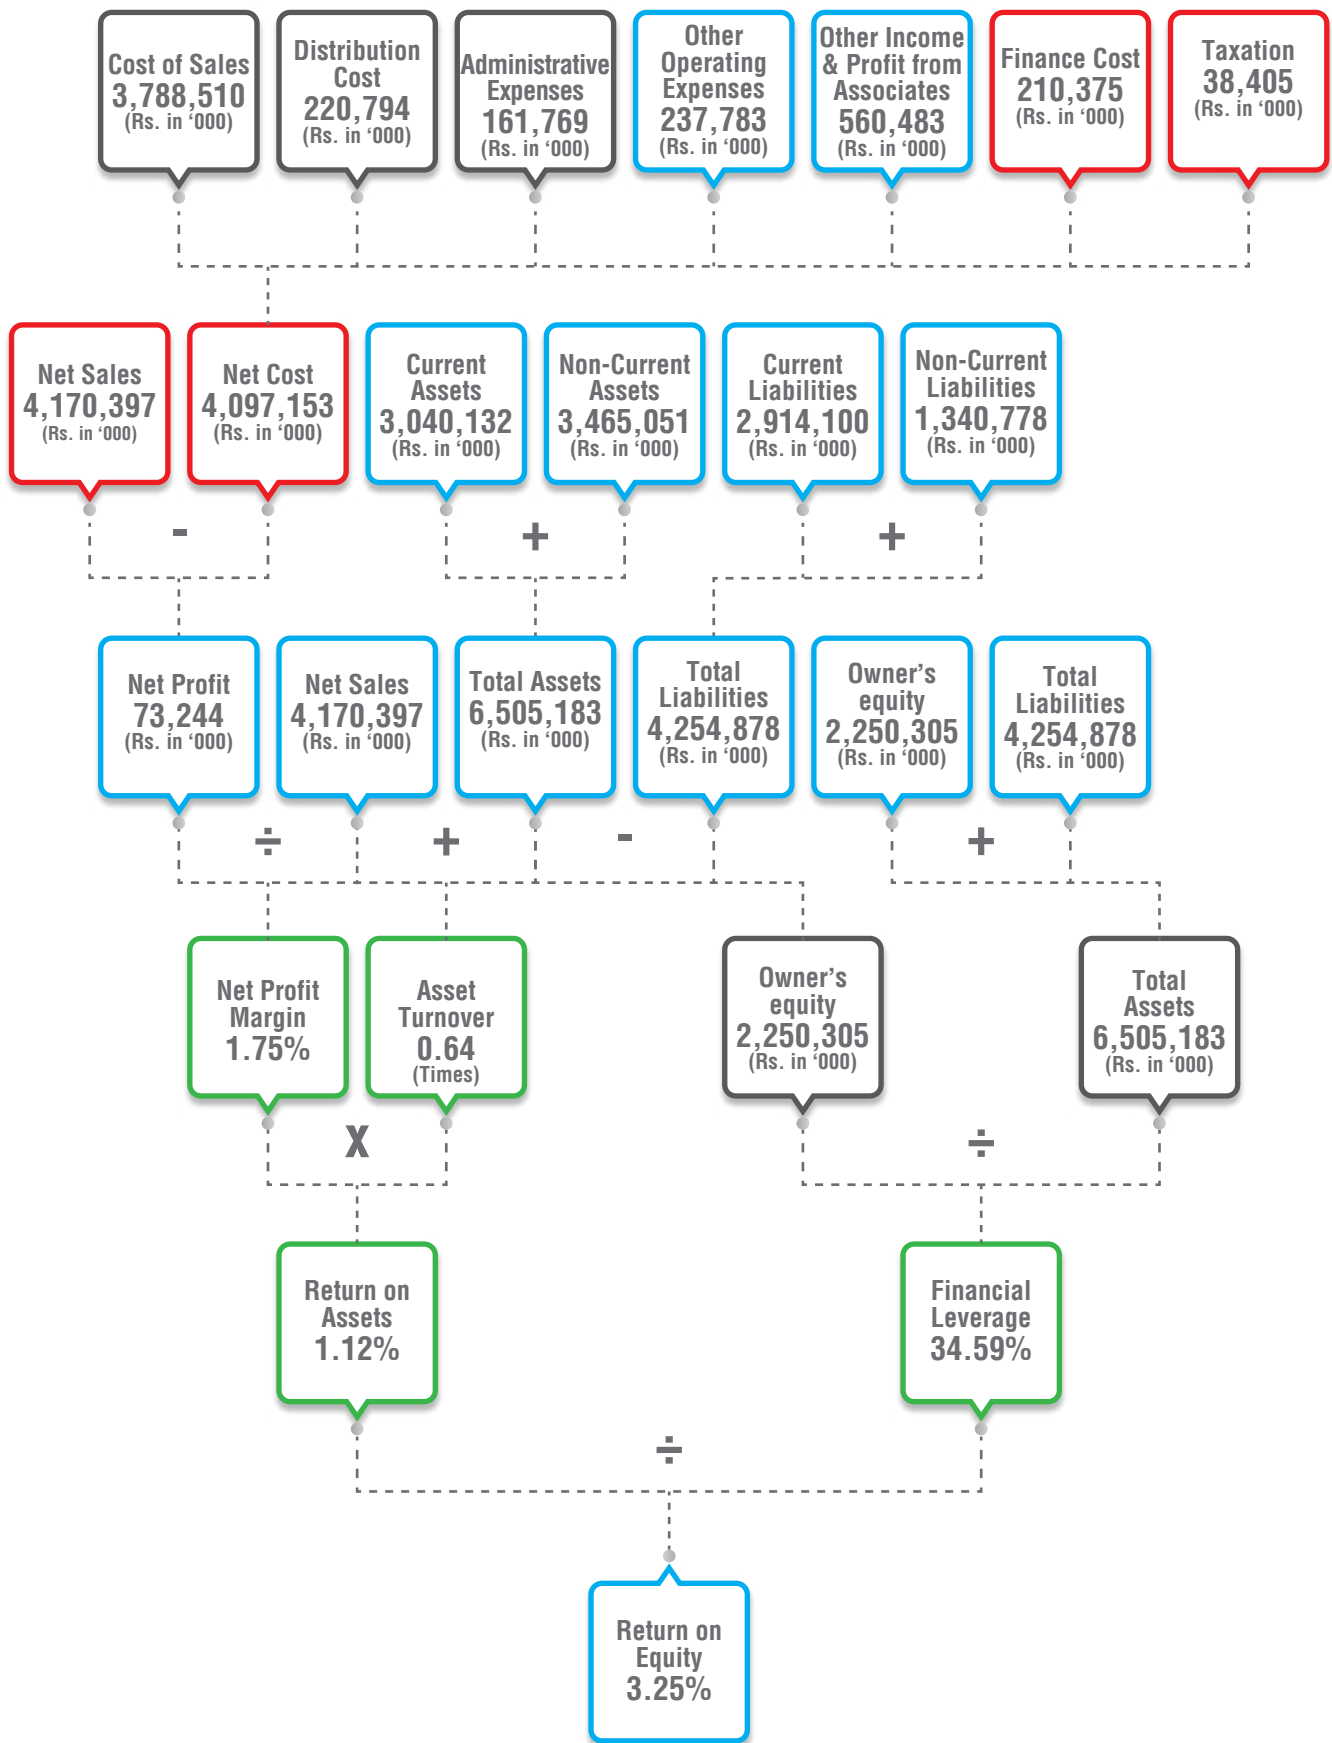 Cost of Sales
3,788,510
(Rs. in ‘000)
Distribution
Cost
220,794
(Rs. in ‘000)
Administrative
Expenses
161,769
(Rs. in ‘000)
Other
Operating
Expenses
237,783
(Rs. in ‘000)
Other Income
& Profit from
Associates
560,483
(Rs. in ‘000)
Finance Cost
210,375
(Rs. in ‘000)
Taxation
38,405
(Rs. in ‘000)
Net Sales
4,170,397
(Rs. in ‘000)
-
Net Cost
4,097,153
(Rs. in ‘000)
Current
Assets
3,040,132
(Rs. in ‘000)
+
Non-Current
Assets
3,465,051
(Rs. in ‘000)
Current
Liabilities
2,914,100
(Rs. in ‘000)
+
Non-Current
Liabilities
1,340,778
(Rs. in ‘000)
Net Profit
73,244
(Rs. in ‘000)
÷
Net Sales
4,170,397
(Rs. in ‘000)
+
Total Assets
6,505,183
(Rs. in ‘000)
-
Total
Liabilities
4,254,878
(Rs. in ‘000)
Owner’s
equity
2,250,305
(Rs. in ‘000)
+
Total
Liabilities
4,254,878
(Rs. in ‘000)
Net Profit
Margin
1.75%
X
Asset
Turnover
0.64
(Times)
Owner’s
equity
2,250,305
(Rs. in ‘000)
÷
Total
Assets
6,505,183
(Rs. in ‘000)
Return on
Assets
1.12%
÷
Financial
Leverage
34.59%
Return on
Equity
3.25%